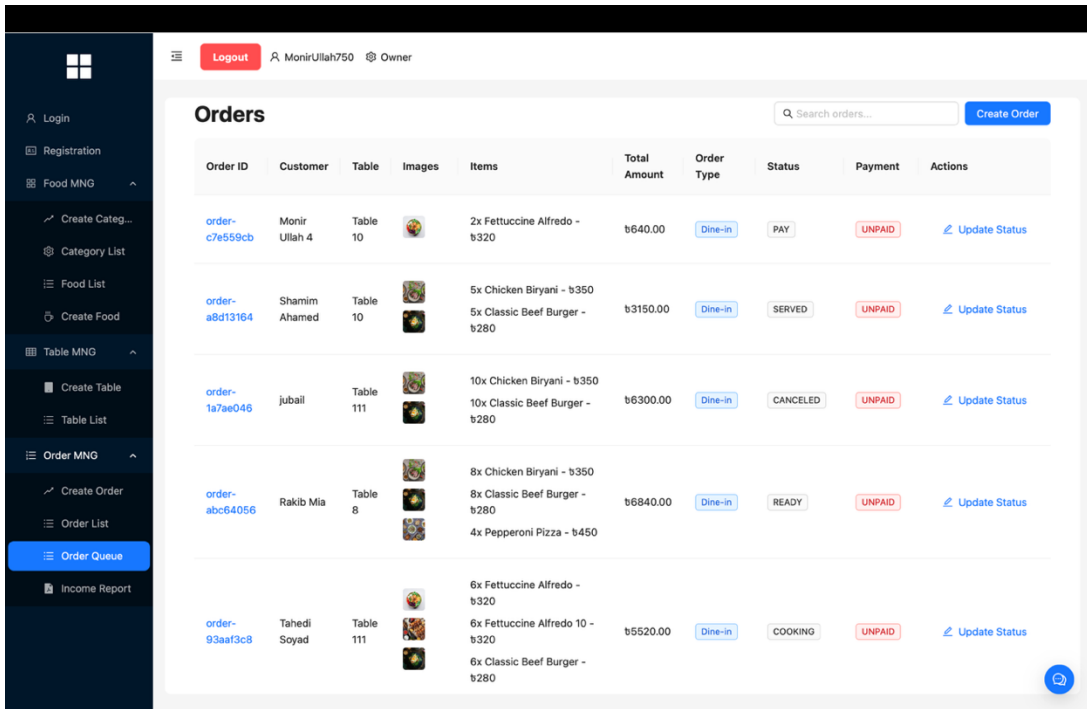 Logout MonirUllah750 Owner
Login
Registration
Food MNG
Create Categ...
Category List
Food List
Create Food
Table MNG
Create Table
Table List
Order MNG
Create Order
Order List
Order Queue
Income Report
Orders
Search orders...
Create Order
Order ID Customer Table Images Items Total Amount Order Type Status Payment Actions
order-
c7e559cb
Monir
Ullah 4
Table
10
2x Fettuccine Alfredo -
৳320
৳640.00
Dine-in
PAY
UNPAID
Update Status
order-
a8d13164
Shamim
Ahamed
Table
10
5x Chicken Biryani - ৳350
5x Classic Beef Burger -
৳280
৳3150.00
Dine-in
SERVED
UNPAID
Update Status
order-
1a7ae046
jubail
Table
111
10x Chicken Biryani - ৳350
10x Classic Beef Burger -
৳280
৳6300.00
Dine-in
CANCELED
UNPAID
Update Status
order-
abc64056
Rakib Mia
Table
8
8x Chicken Biryani - ৳350
8x Classic Beef Burger -
৳280
4x Pepperoni Pizza - ৳450
৳6840.00
Dine-in
READY
UNPAID
Update Status
order-
93aaf3c8
Tahedi
Soyad
Table
111
6x Fettuccine Alfredo -
৳320
6x Fettuccine Alfredo 10 -
৳320
6x Classic Beef Burger -
৳280
৳5520.00
Dine-in
COOKING
UNPAID
Update Status